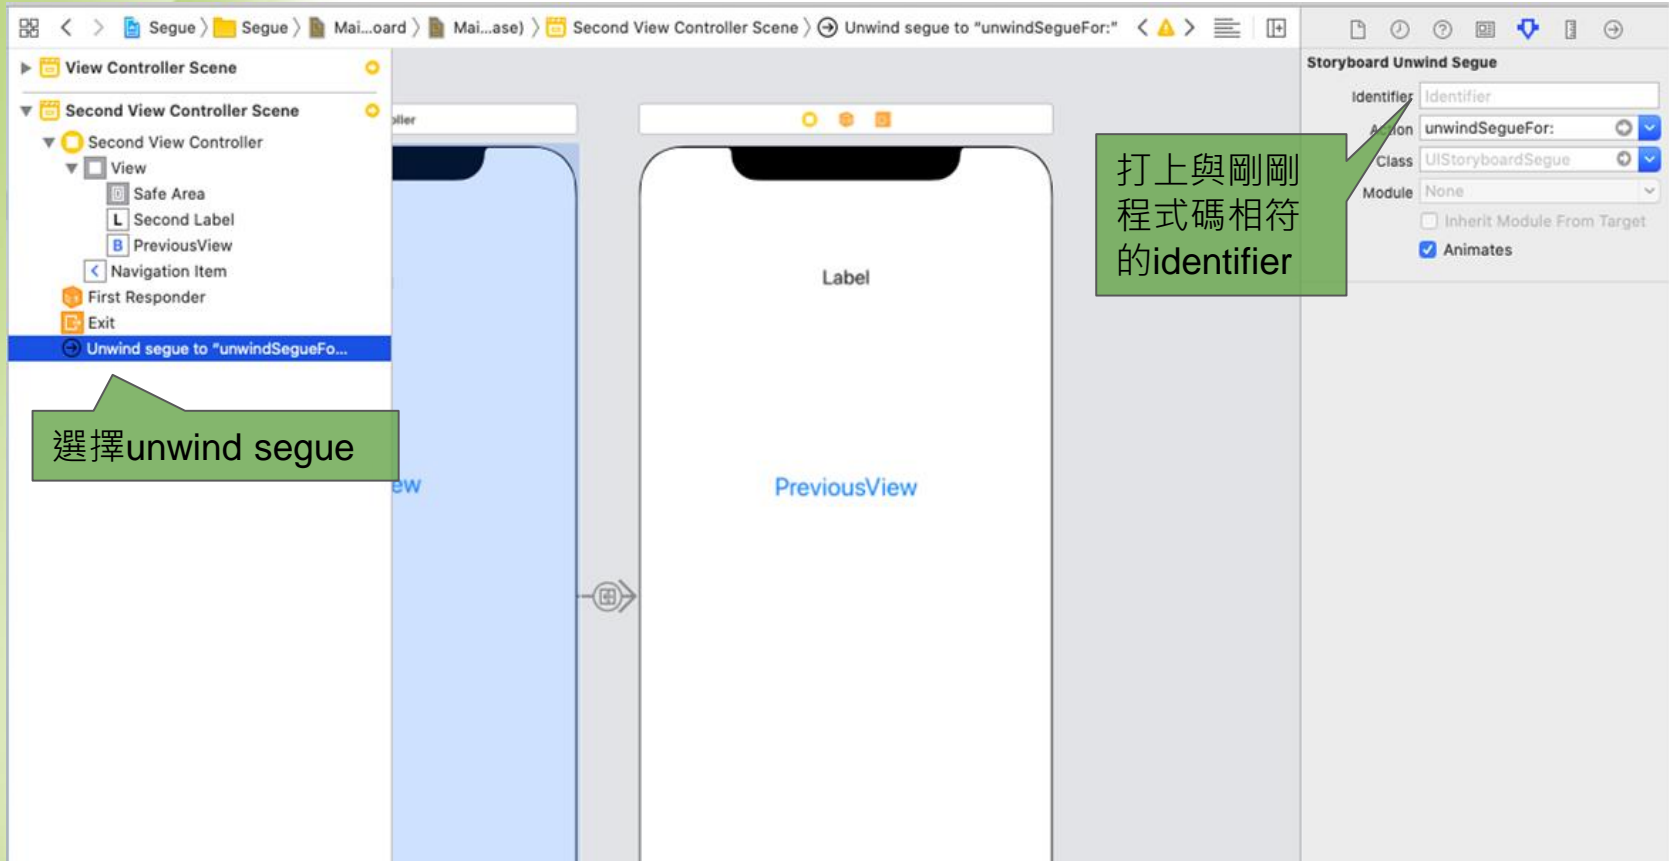 Segue
Segue
Mai...oard
Mai...ase)
Second View Controller Scene
Unwind segue to “unwindSegueFor:”
View Controller Scene
Second View Controller Scene
Second View Controller
View
Safe Area
L Second Label
B PreviousView
Navigation Item
First Responder
Exit
Unwind segue to “unwindSegueFo...
選擇unwind segue
oller
ew
Label
PreviousView
打上與剛剛
程式碼相符
的identifier
Storyboard Unwind Segue
Identifier Identifier
Action unwindSegueFor:
Class UIStoryboardSegue
Module None
Inherit Module From Target
Animates